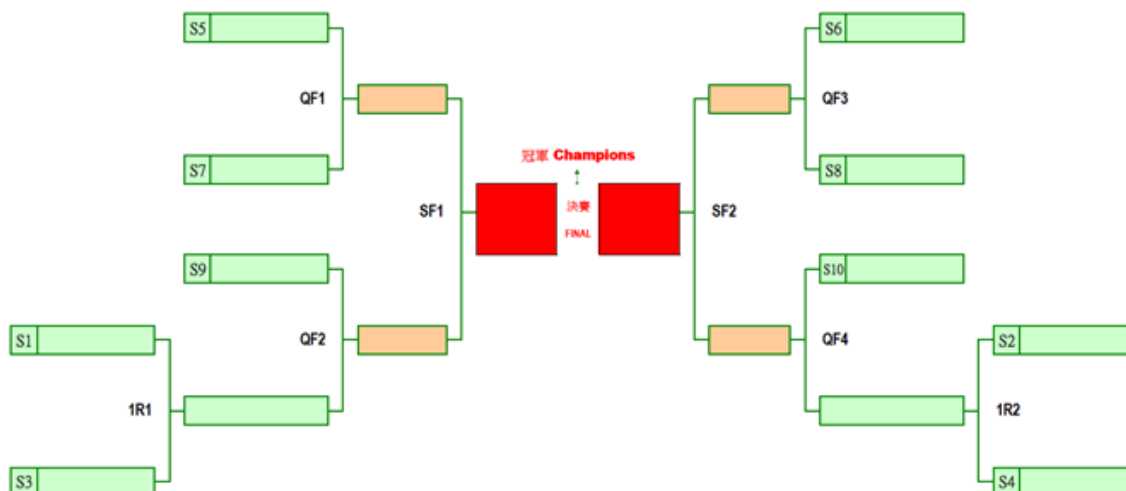 S5
S6
QF1
QF3
冠軍 Champions
S7
S8
SF1
決賽
SF2
FINAL
S9
S10
S1
QF2
QF4
S2
1R1
1R2
S3
S4